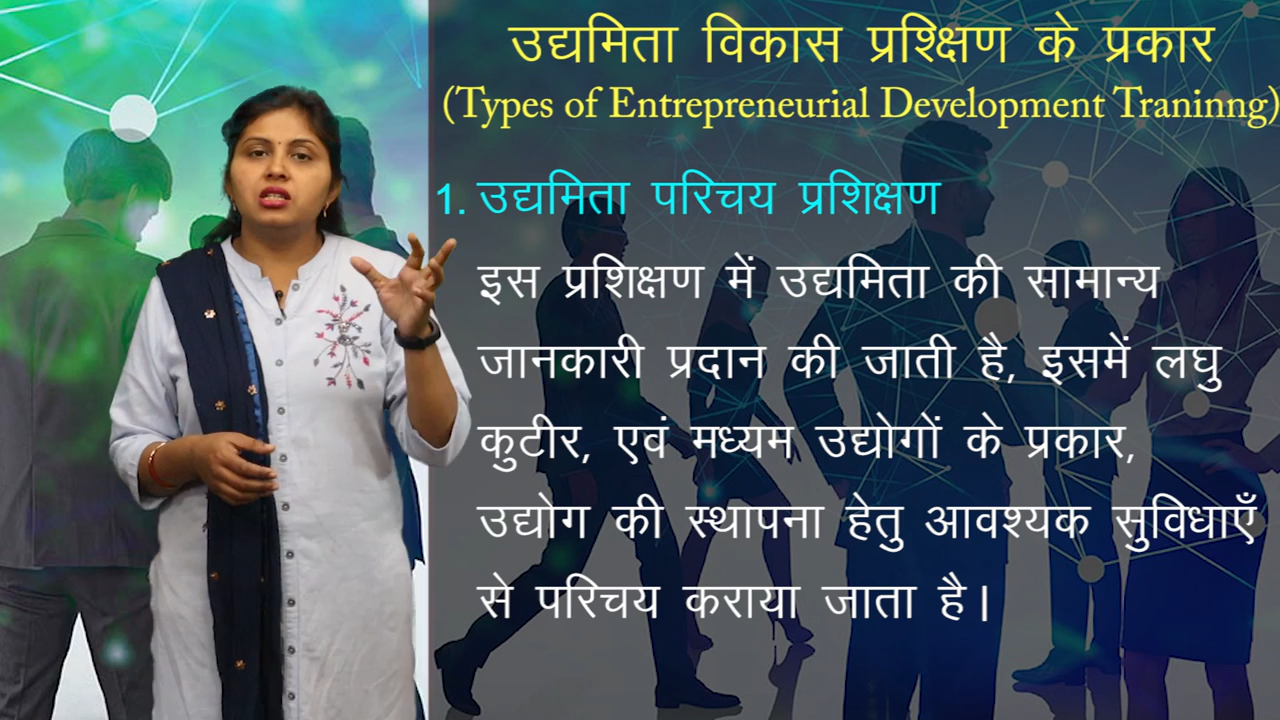 उद्यमिता विकास प्रश्क्षिण के प्रकार
(Types of Entrepreneurial Development Traninng)
1. उद्यमिता परिचय प्रशिक्षण
इस प्रशिक्षण में उद्यमिता की सामान्य
जानकारी प्रदान की जाती है, इसमें लघु
कुटीर, एवं मध्यम उद्योगों के प्रकार,
उद्योग की स्थापना हेतु आवश्यक सुविधाएँ
से परिचय कराया जाता है।